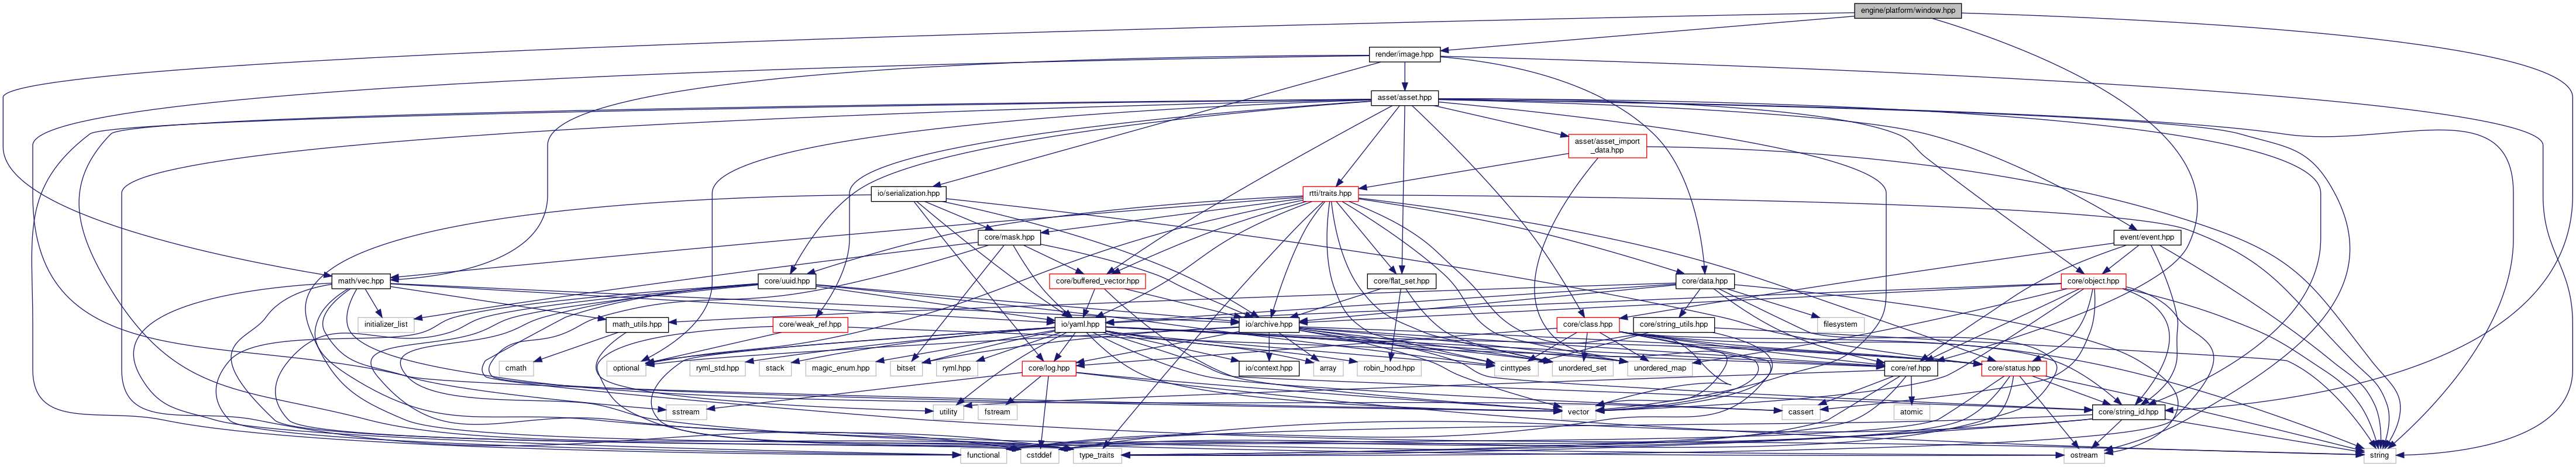 engine/platform/window.hpp
render/image.hpp
asset/asset.hpp
asset/asset_import
_data.hpp
io/serialization.hpp
rtti/traits.hpp
core/mask.hpp
event/event.hpp
math/vec.hpp
core/uuid.hpp
core/buffered_vector.hpp
core/flat_set.hpp
core/data.hpp
core/object.hpp
initializer_list
math_utils.hpp
core/weak_ref.hpp
io/yaml.hpp
io/archive.hpp
core/class.hpp
core/string_utils.hpp
filesystem
cmath
optional
ryml_std.hpp
stack
magic_enum.hpp
bitset
ryml.hpp
core/log.hpp
io/context.hpp
array
robin_hood.hpp
cinttypes
unordered_set
unordered_map
core/ref.hpp
core/status.hpp
sstream
utility
fstream
vector
cassert
atomic
core/string_id.hpp
functional
cstddef
type_traits
ostream
string